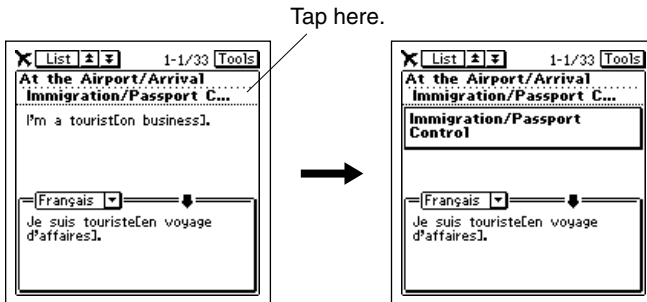 Tap here.
List 1-1/33 Tools
At the Airport/Arrival
Immigration/Passport C...
I'm a tourist[on business].
Français
Je suis touriste[en voyage
d'affaires].
List 1-1/33 Tools
At the Airport/Arrival
Immigration/Passport C...
Immigration/Passport
Control
Français
Je suis touriste[en voyage
d'affaires].